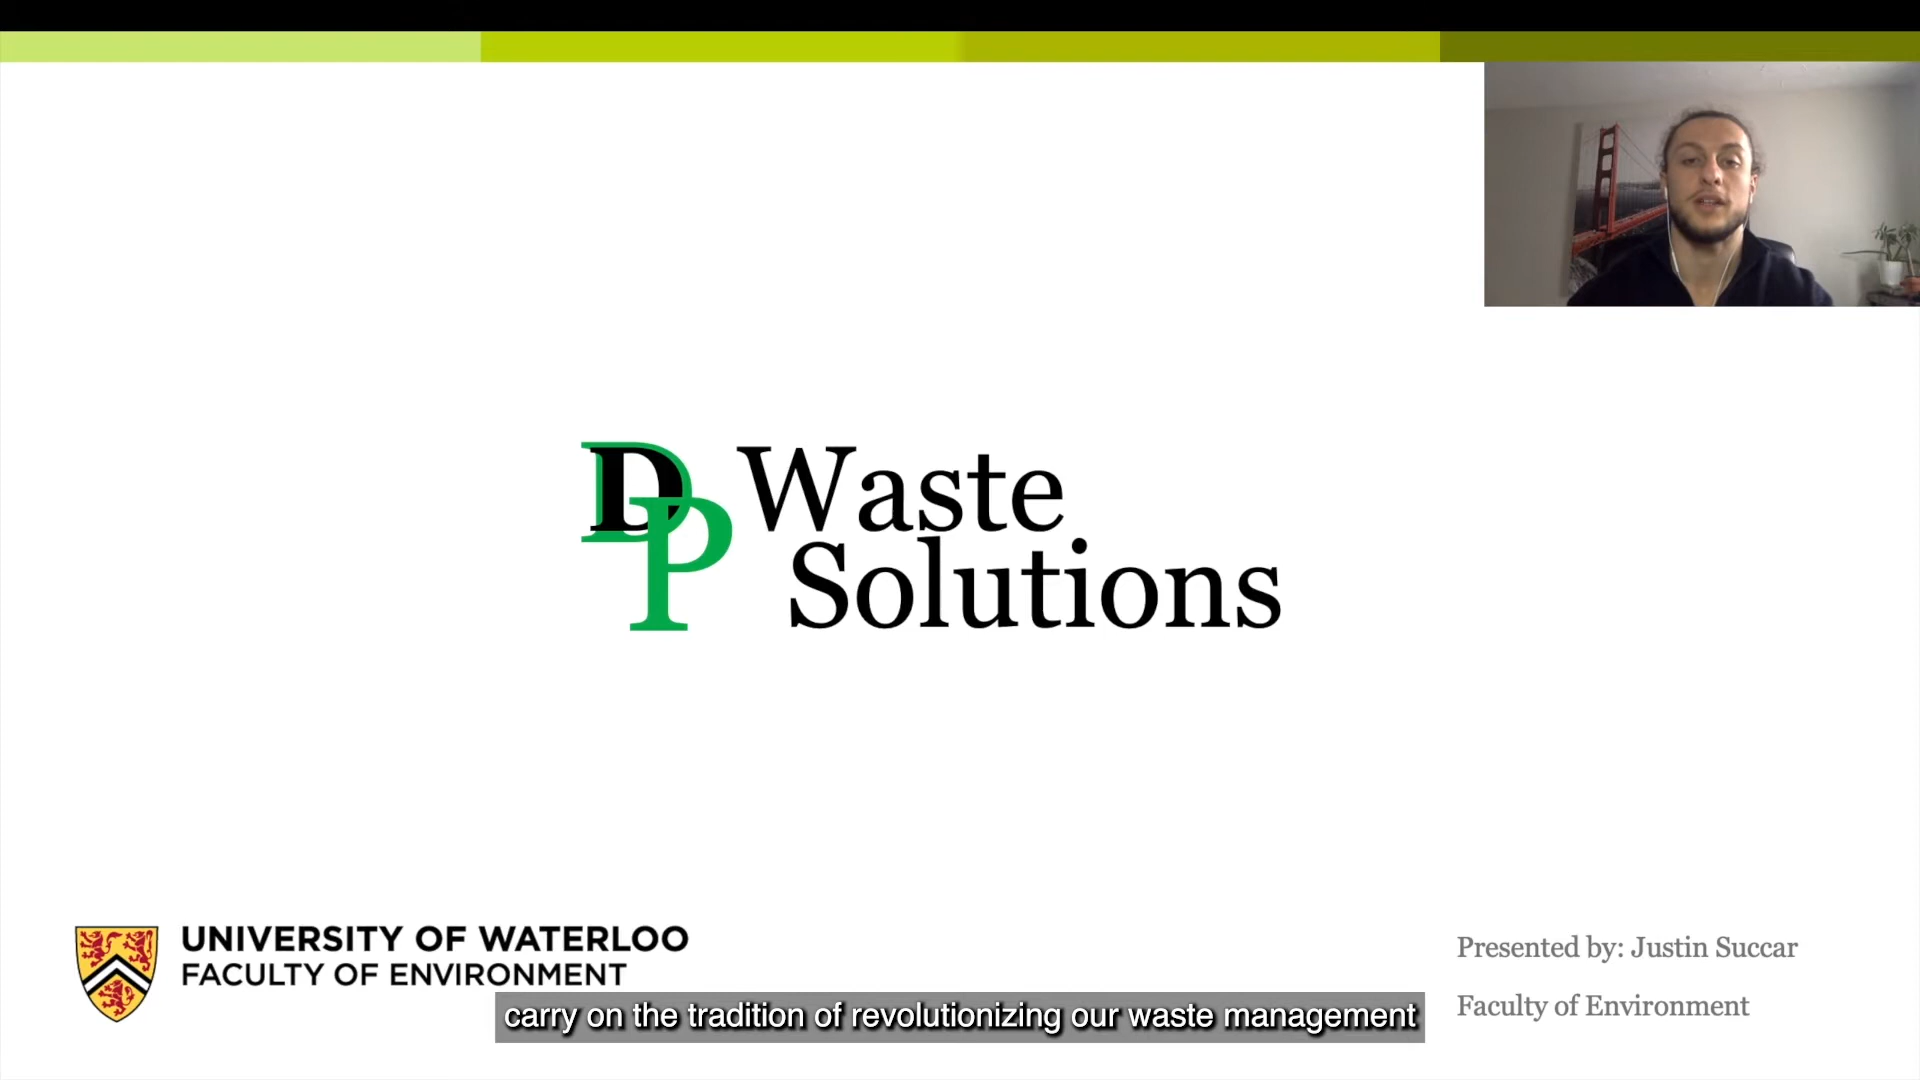 DP Waste
Solutions
UNIVERSITY OF WATERLOO
FACULTY OF ENVIRONMENT
Presented by: Justin Succar
Faculty of Environment
carry on the tradition of revolutionizing our waste management